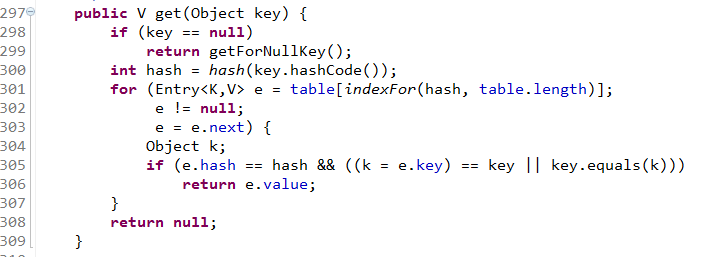 297 public V get(Object key) {
298 if (key == null)
299 return getForNullKey();
300 int hash = hash(key.hashCode());
301 for (Entry<K,V> e = table[indexFor(hash, table.length)];
302 e != null;
303 e = e.next) {
304 Object k;
305 if (e.hash == hash && ((k = e.key) == key || key.equals(k)))
306 return e.value;
307 }
308 return null;
309 }